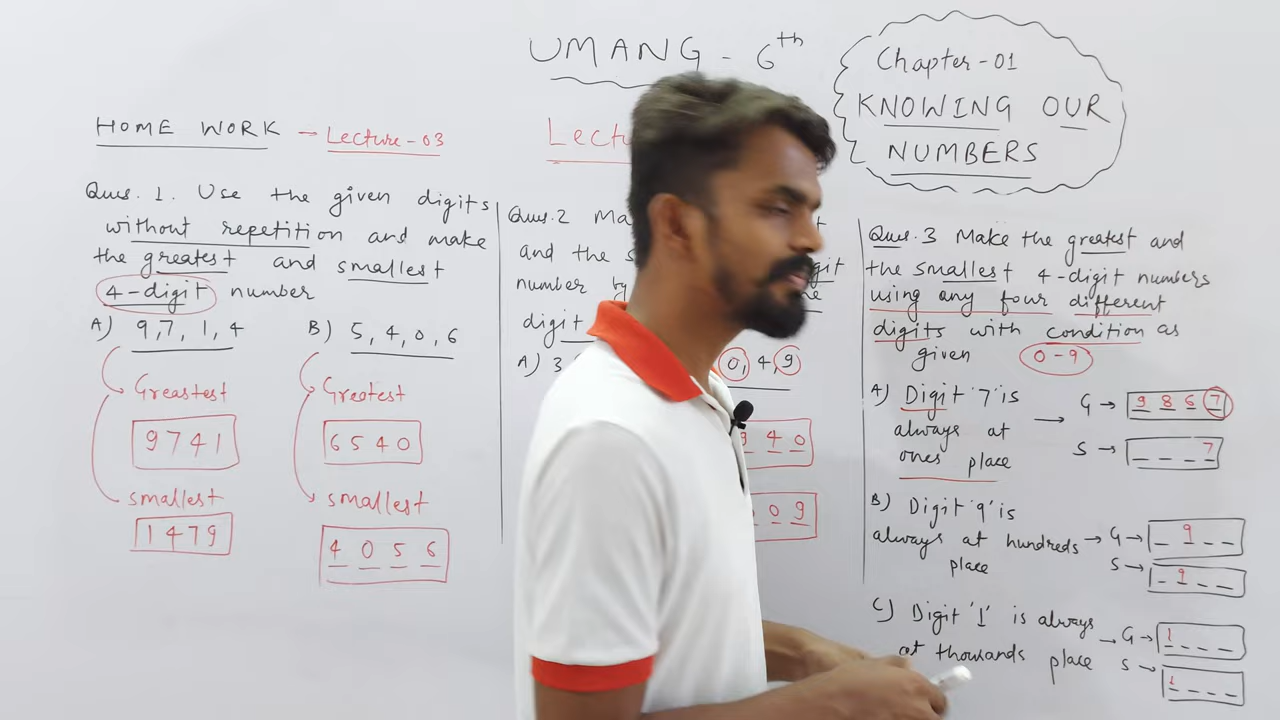 UMANG - 6th
Chapter-01
KNOWING OUR
NUMBERS
HOME WORK → Lecture-03
Ques. 1. Use the given digits
without repetition and make
the greatest and smallest
4-digit number
A) 9,7, 1, 4
B) 5, 4, 0, 6
Greastest
9741
smallest
1479
Greatest
6540
smallest
4 0 5 6
Ques. 2
and the
number by
digit
A) 3
0, 4, 9
4 0
0 9
Ques. 3 Make the greatest and
the smallest 4-digit numbers
using any four different
digits with condition as
given 0-9
A) Digit '7' is
always at
ones place
→ G → 9 8 6 7
S → _ _ _ 7
B) Digit '9' is
always at hundreds
place
→ G → _ 9 _ _
S → _ 9 _ _
C) Digit '1' is always
at thousands place
→ G → 1 _ _ _
S → 1 _ _ _